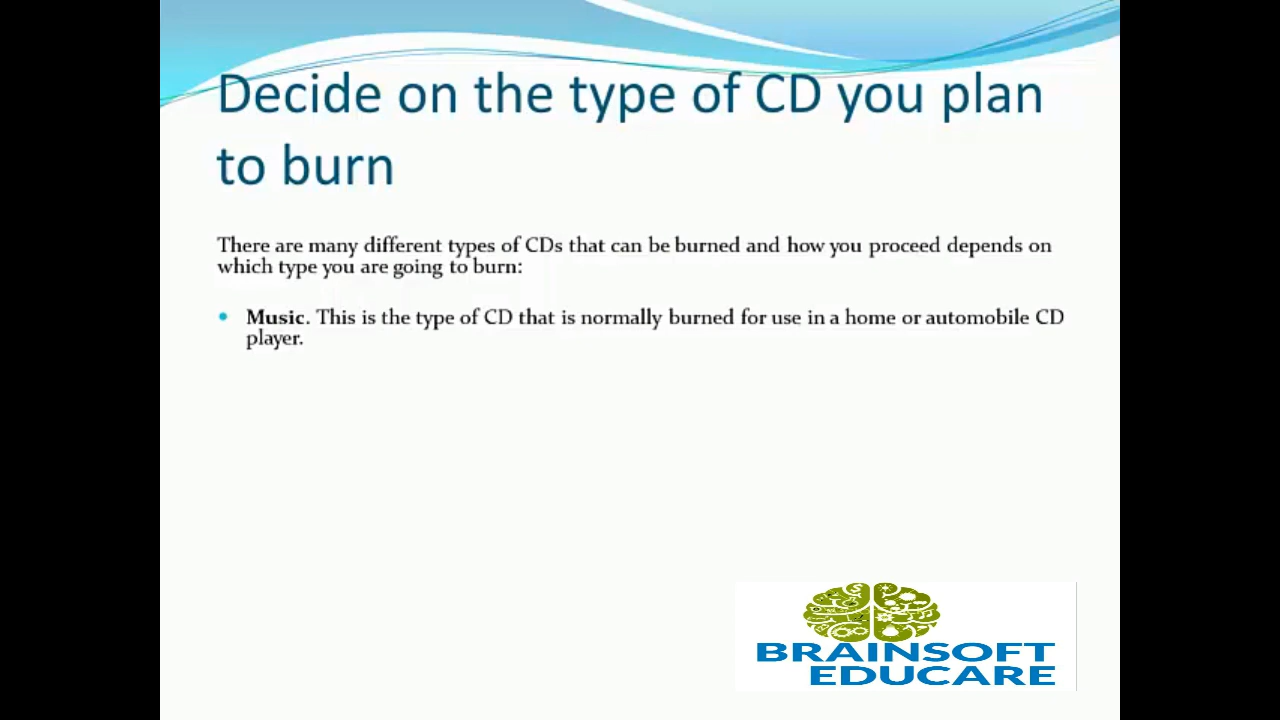 Decide on the type of CD you plan
to burn
There are many different types of CDs that can be burned and how you proceed depends on
which type you are going to burn:
• Music. This is the type of CD that is normally burned for use in a home or automobile CD
player.
BRAINSOFT
EDUCARE